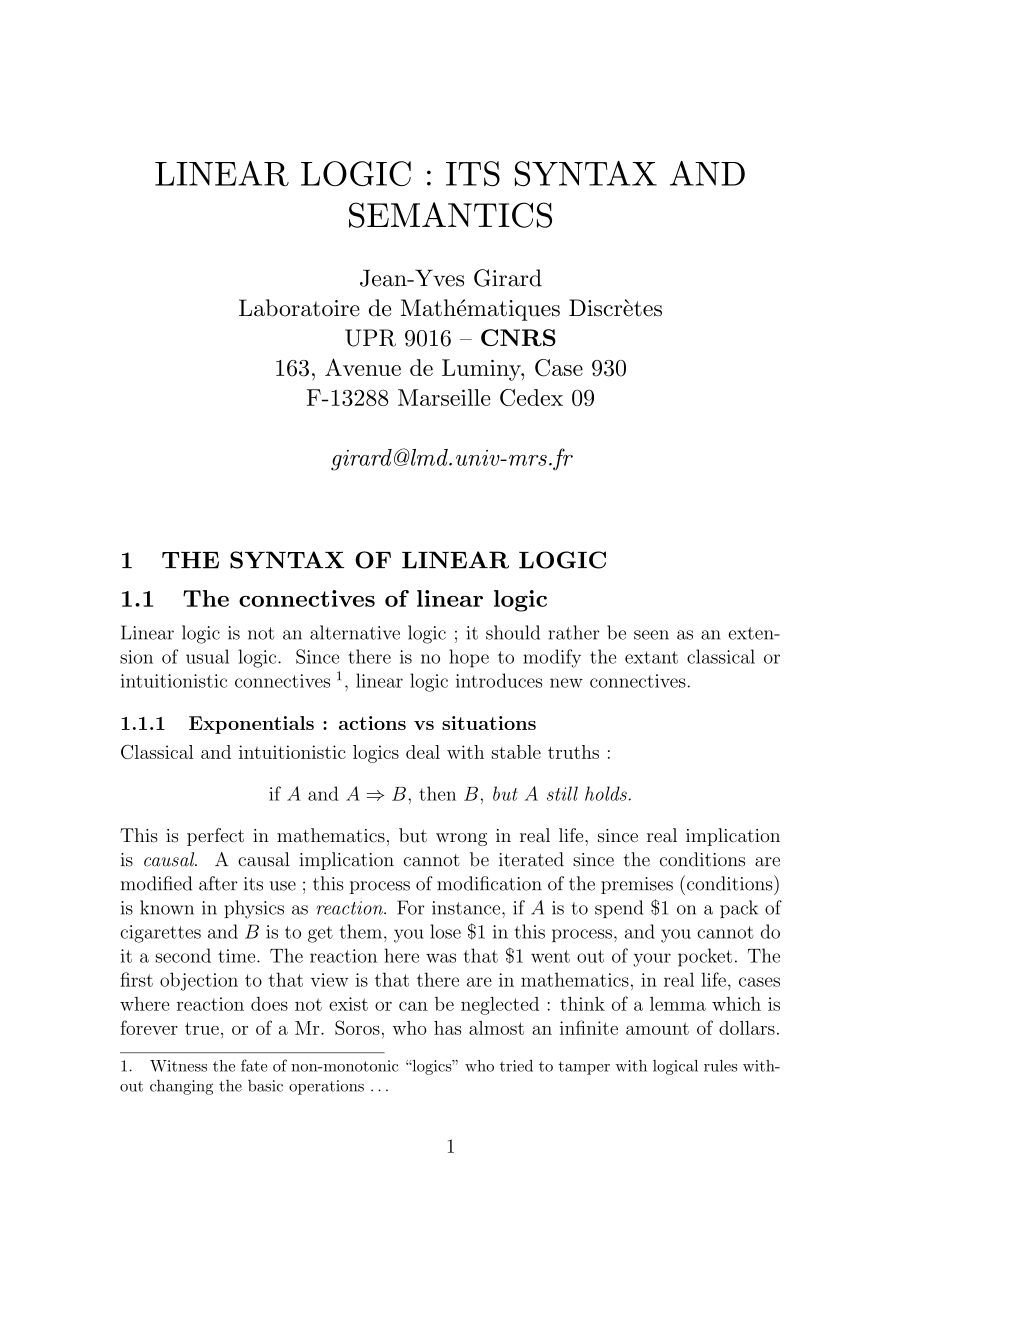 LINEAR LOGIC : ITS SYNTAX AND
SEMANTICS
Jean-Yves Girard
Laboratoire de Mathématiques Discrètes
UPR 9016 – CNRS
163, Avenue de Luminy, Case 930
F-13288 Marseille Cedex 09
girard@lmd.univ-mrs.fr
1 THE SYNTAX OF LINEAR LOGIC
1.1 The connectives of linear logic
Linear logic is not an alternative logic ; it should rather be seen as an exten-
sion of usual logic. Since there is no hope to modify the extant classical or
intuitionistic connectives ¹, linear logic introduces new connectives.
1.1.1 Exponentials : actions vs situations
Classical and intuitionistic logics deal with stable truths :
if A and A ⇒ B, then B, but A still holds.
This is perfect in mathematics, but wrong in real life, since real implication
is causal. A causal implication cannot be iterated since the conditions are
modified after its use ; this process of modification of the premises (conditions)
is known in physics as reaction. For instance, if A is to spend $1 on a pack of
cigarettes and B is to get them, you lose $1 in this process, and you cannot do
it a second time. The reaction here was that $1 went out of your pocket. The
first objection to that view is that there are in mathematics, in real life, cases
where reaction does not exist or can be neglected : think of a lemma which is
forever true, or of a Mr. Soros, who has almost an infinite amount of dollars.
1. Witness the fate of non-monotonic “logics” who tried to tamper with logical rules with-
out changing the basic operations . . .
1